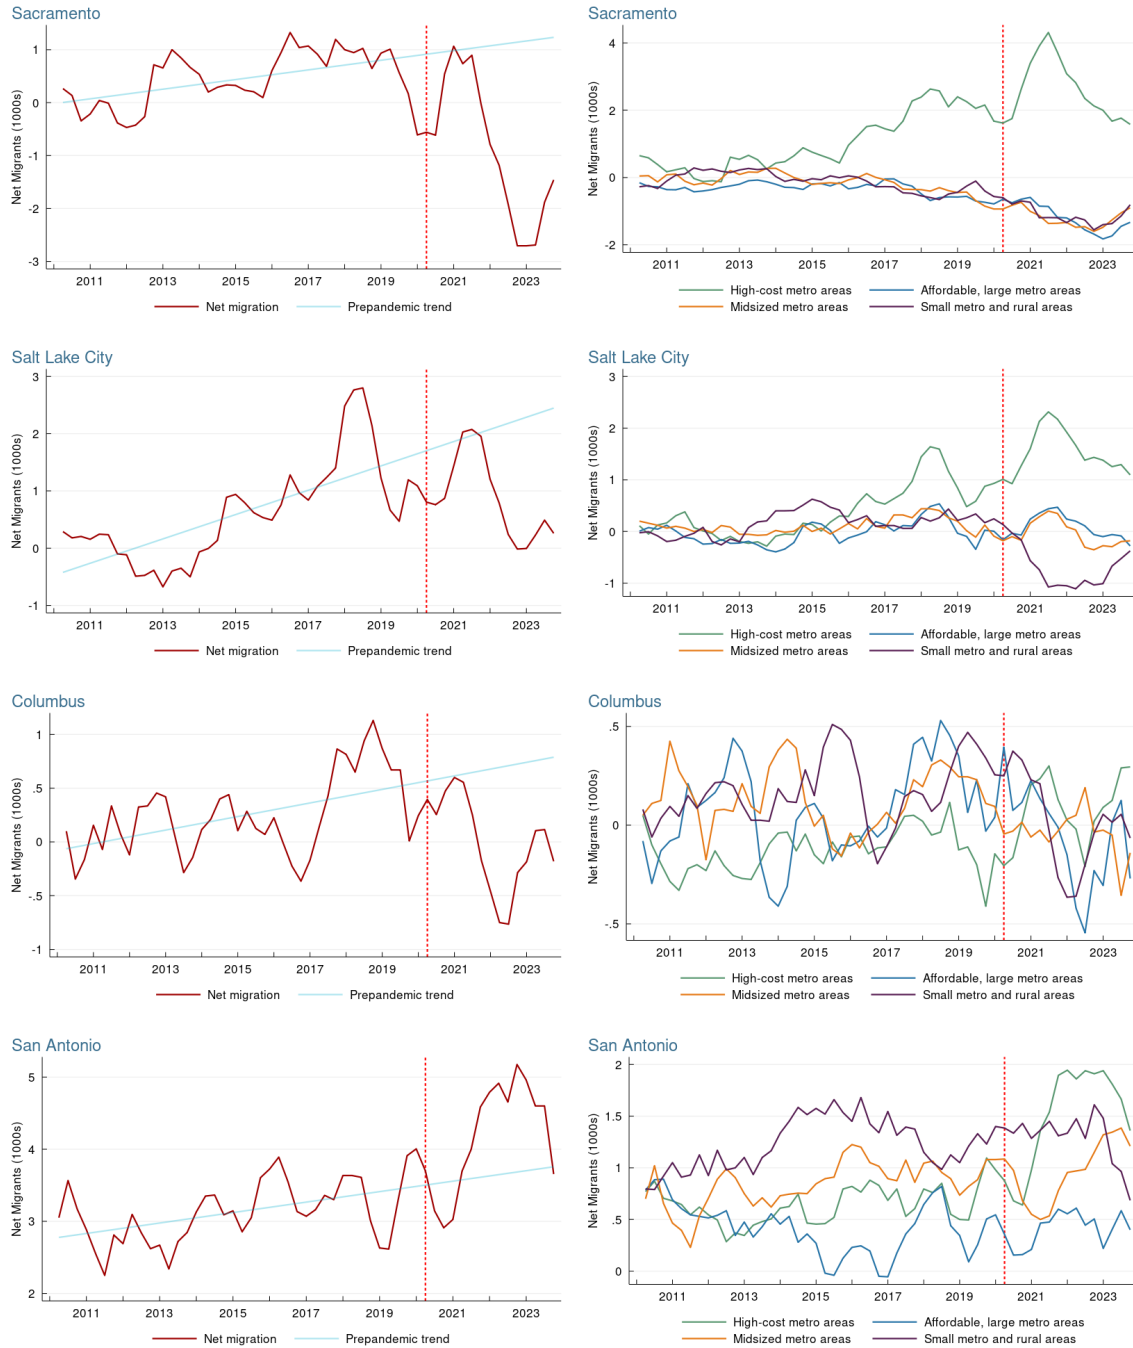 Sacramento
Net Migrants (1000s)
1
0
-1
-2
-3
2011 2013 2015 2017 2019 2021 2023
Net migration Prepandemic trend
Sacramento
Net Migrants (1000s)
4
2
0
-2
2011 2013 2015 2017 2019 2021 2023
High-cost metro areas Affordable, large metro areas
Midsized metro areas Small metro and rural areas
Salt Lake City
Net Migrants (1000s)
3
2
1
0
-1
2011 2013 2015 2017 2019 2021 2023
Net migration Prepandemic trend
Salt Lake City
Net Migrants (1000s)
3
2
1
0
-1
2011 2013 2015 2017 2019 2021 2023
High-cost metro areas Affordable, large metro areas
Midsized metro areas Small metro and rural areas
Columbus
Net Migrants (1000s)
1
.5
0
-.5
-1
2011 2013 2015 2017 2019 2021 2023
Net migration Prepandemic trend
Columbus
Net Migrants (1000s)
.5
0
-.5
2011 2013 2015 2017 2019 2021 2023
High-cost metro areas Affordable, large metro areas
Midsized metro areas Small metro and rural areas
San Antonio
Net Migrants (1000s)
5
4
3
2
2011 2013 2015 2017 2019 2021 2023
Net migration Prepandemic trend
San Antonio
Net Migrants (1000s)
2
1.5
1
.5
0
2011 2013 2015 2017 2019 2021 2023
High-cost metro areas Affordable, large metro areas
Midsized metro areas Small metro and rural areas